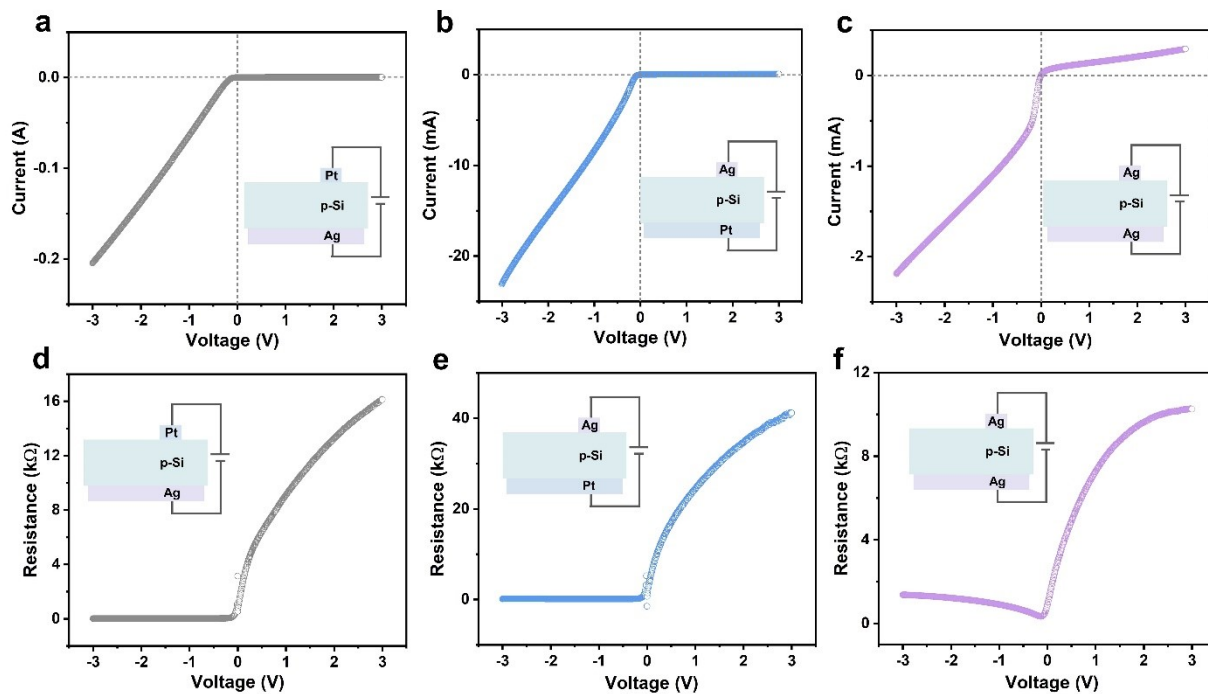 a
0.0
-0.1
-0.2
Current (A)
-3 -2 -1 0 1 2 3
Voltage (V)
Pt
p-Si
Ag
b
0
-10
-20
Current (mA)
-3 -2 -1 0 1 2 3
Voltage (V)
Ag
p-Si
Pt
c
0
-1
-2
Current (mA)
-3 -2 -1 0 1 2 3
Voltage (V)
Ag
p-Si
Ag
d
16
12
8
4
0
Resistance (kΩ)
-3 -2 -1 0 1 2 3
Voltage (V)
Pt
p-Si
Ag
e
40
20
0
Resistance (kΩ)
-3 -2 -1 0 1 2 3
Voltage (V)
Ag
p-Si
Pt
f
12
8
4
0
Resistance (kΩ)
-3 -2 -1 0 1 2 3
Voltage (V)
Ag
p-Si
Ag